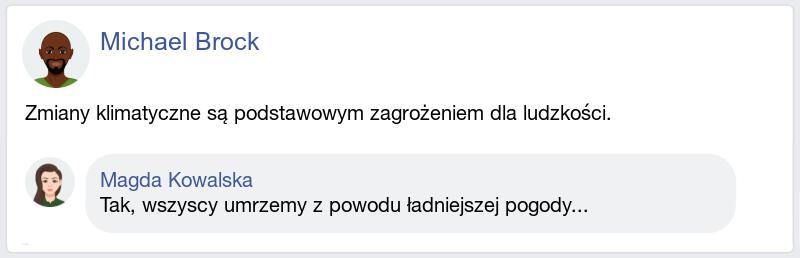 Michael Brock
Zmiany klimatyczne są podstawowym zagrożeniem dla ludzkości.
Magda Kowalska
Tak, wszyscy umrzemy z powodu ładniejszej pogody...